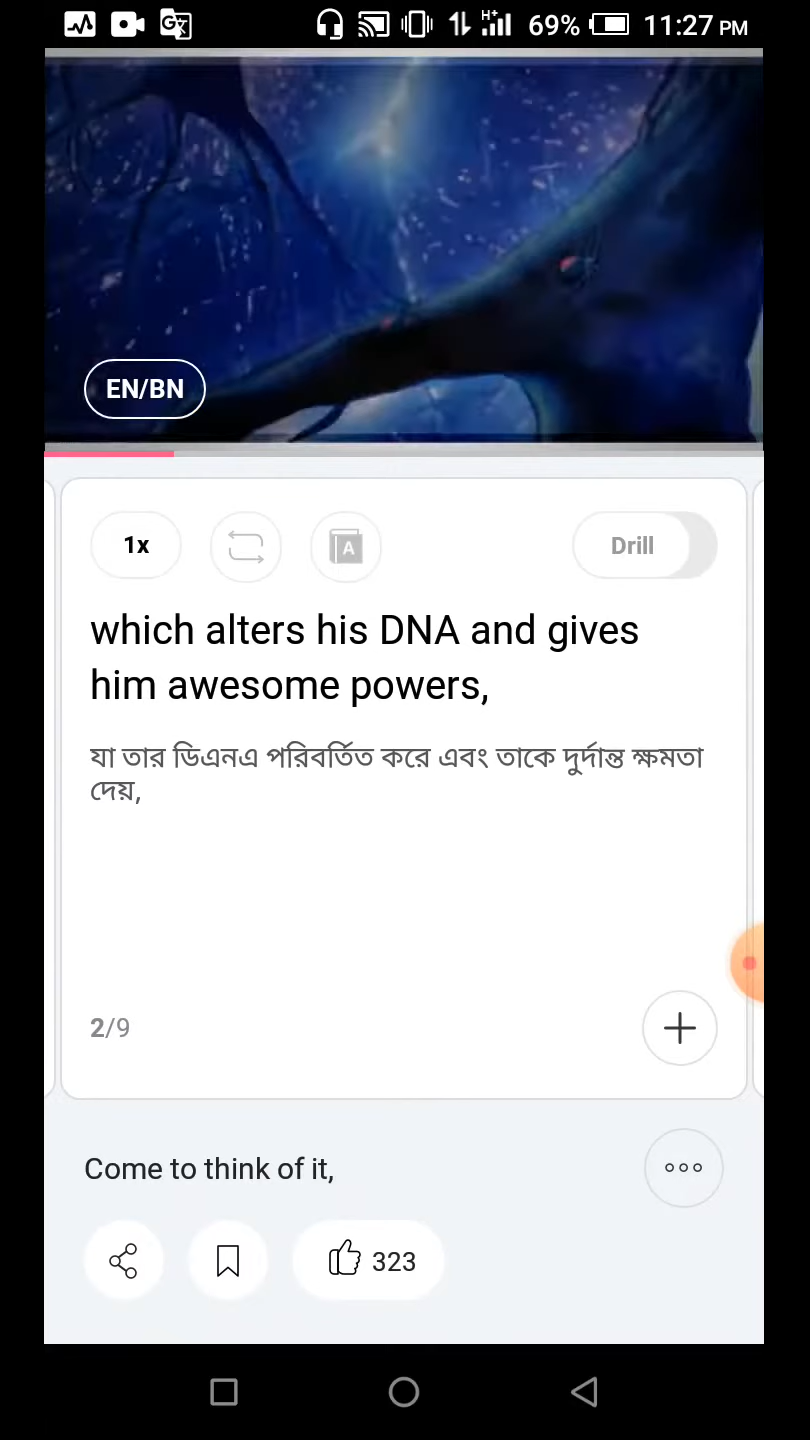 H+ 69% 11:27 PM
EN/BN
1x A Drill
which alters his DNA and gives
him awesome powers,
যা তার ডিএনএ পরিবর্তিত করে এবং তাকে দুর্দান্ত ক্ষমতা
দেয়,
2/9
Come to think of it,
323